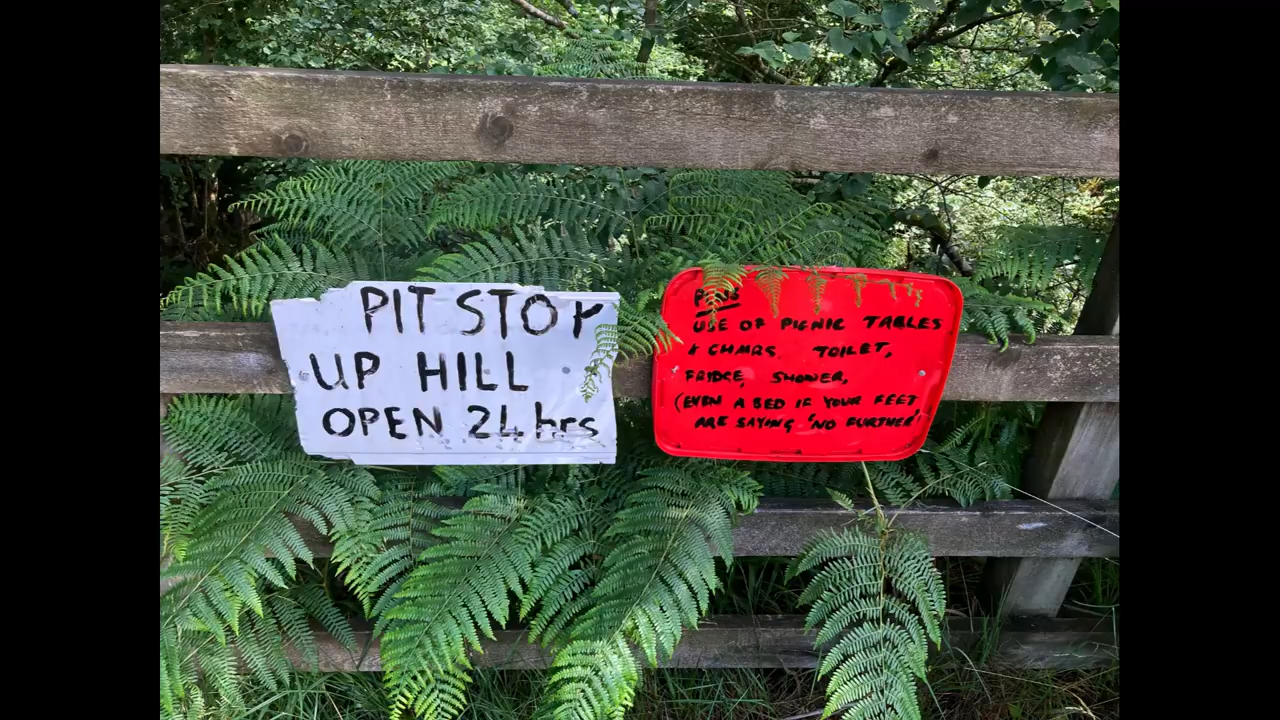 PIT STOP
UP HILL
OPEN 24 hrs
PLUS
USE OF PICNIC TABLES
& CHAIRS, TOILET,
FRIDGE, SHOWER,
(EVEN A BED IF YOUR FEET
ARE SAYING 'NO FURTHER'